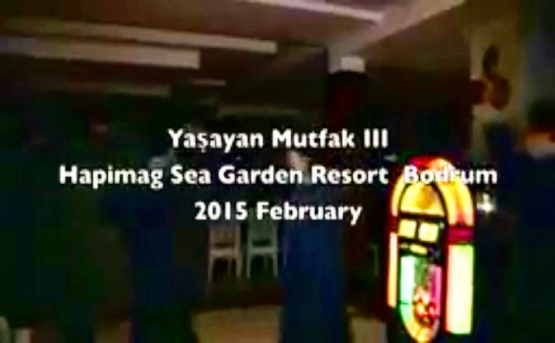 Yaşayan Mutfak III
Hapimag Sea Garden Resort Bodrum
2015 February